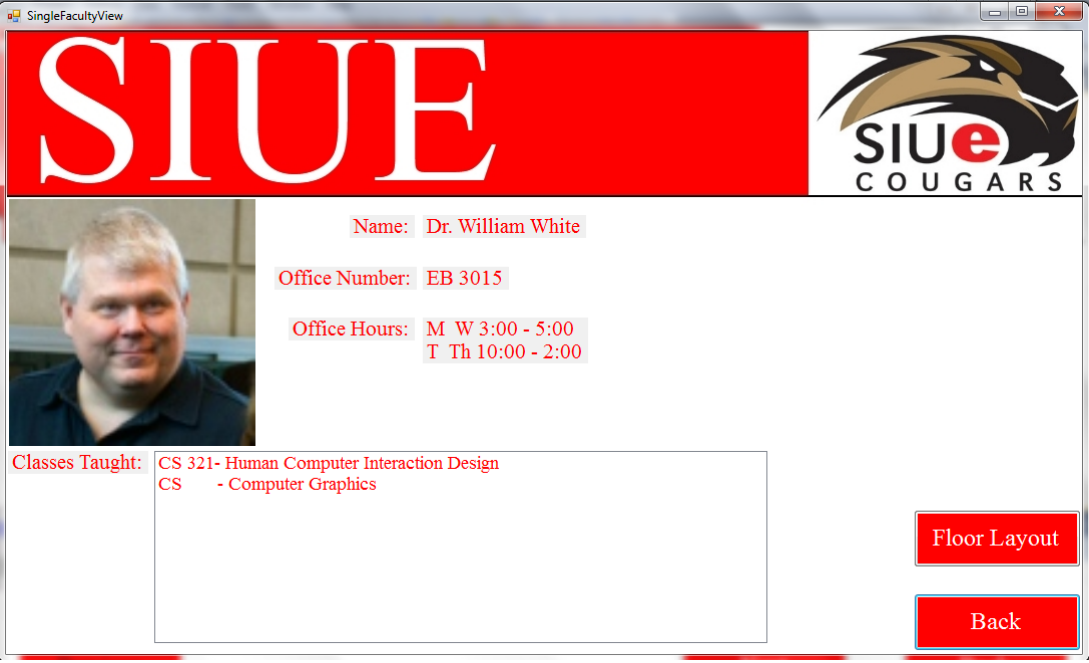 SingleFacultyView
SIUE
SIUe
COUGARS
Name: Dr. William White
Office Number: EB 3015
Office Hours: M W 3:00 - 5:00
T Th 10:00 - 2:00
Classes Taught: CS 321- Human Computer Interaction Design
CS - Computer Graphics
Floor Layout
Back